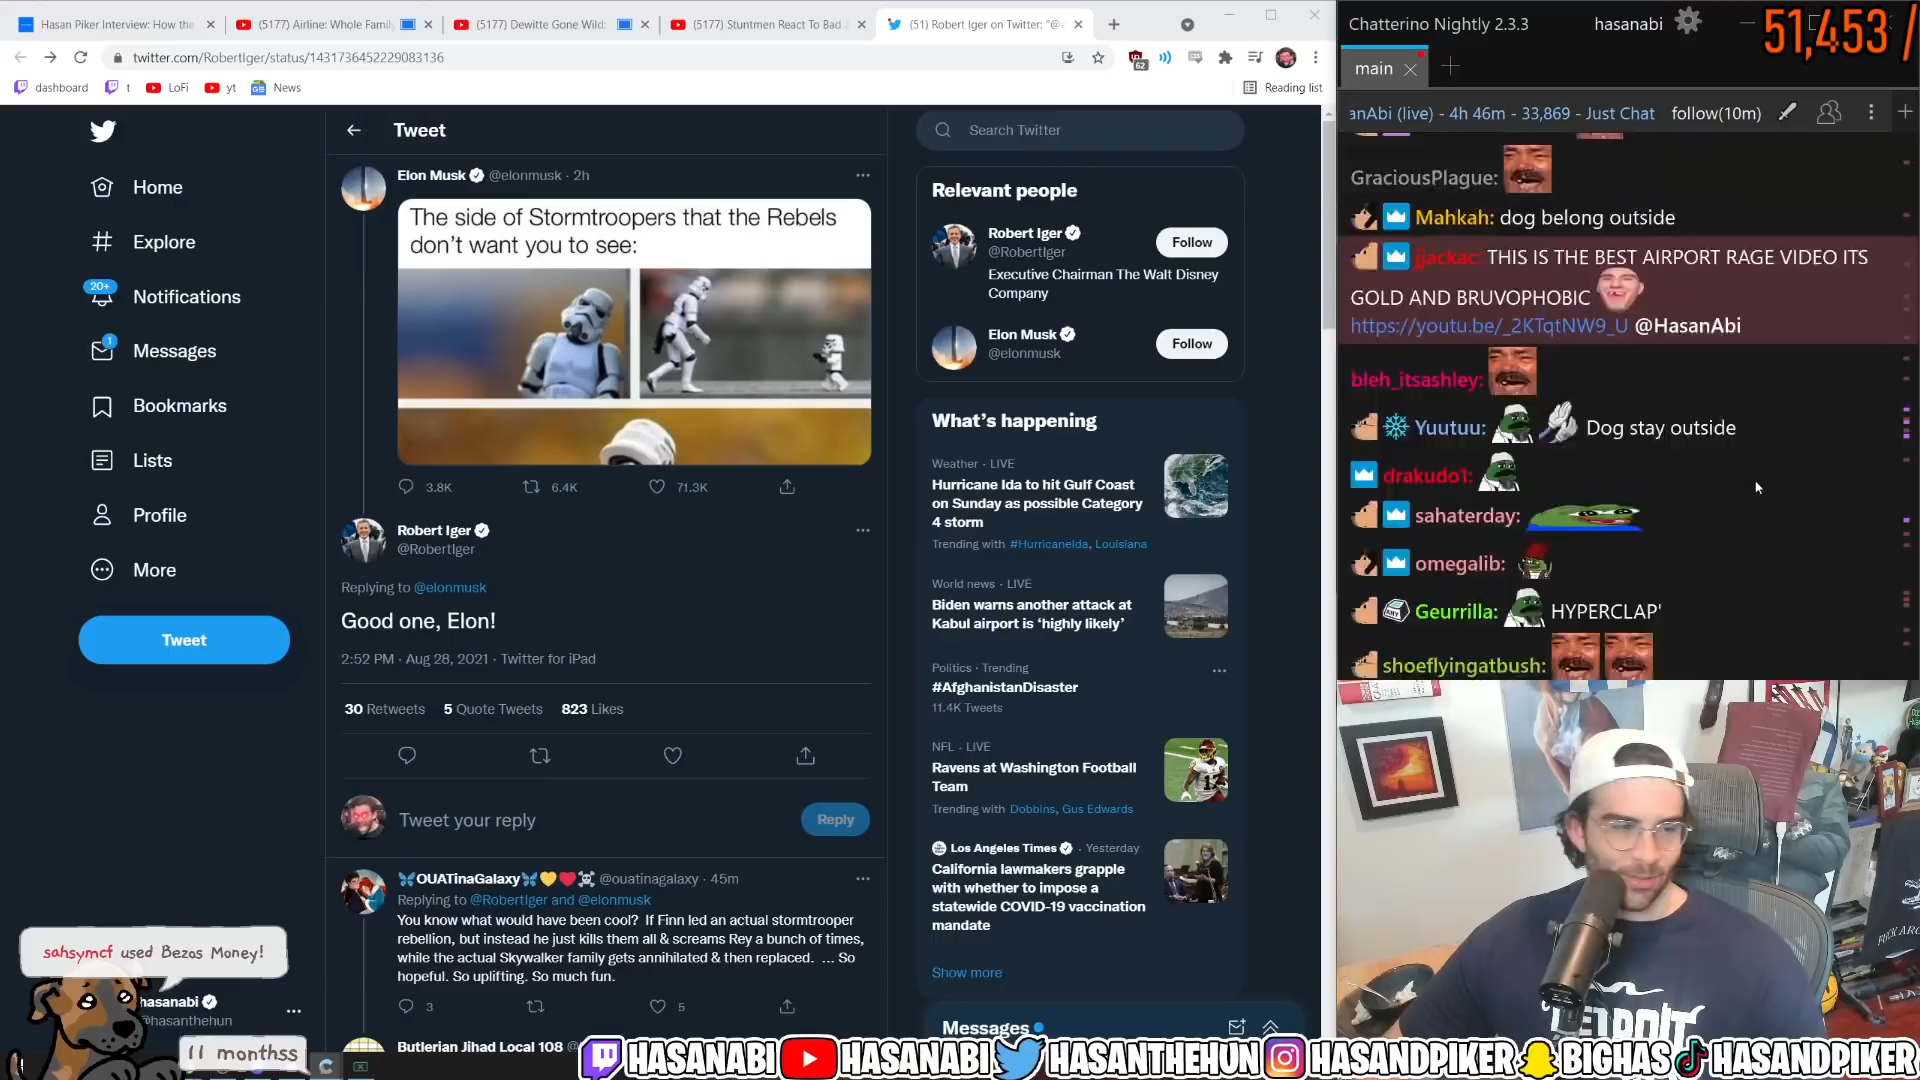 Hasan Piker Interview: How the
(5177) Airline: Whole Family
(5177) Dewitte Gone Wild:
(5177) Stuntmen React To Bad
(51) Robert Iger on Twitter: "@e
twitter.com/RobertIger/status/1431736452229083136
62
dashboard
t
LoFi
yt
News
Reading list
Home
Explore
20+
Notifications
1
Messages
Bookmarks
Lists
Profile
More
Tweet
Tweet
Elon Musk @elonmusk · 2h
The side of Stormtroopers that the Rebels
don't want you to see:
3.8K
6.4K
71.3K
Robert Iger
@RobertIger
Replying to @elonmusk
Good one, Elon!
2:52 PM · Aug 28, 2021 · Twitter for iPad
30 Retweets 5 Quote Tweets 823 Likes
Tweet your reply
Reply
OUATinaGalaxy @ouatinagalaxy · 45m
Replying to @RobertIger and @elonmusk
You know what would have been cool? If Finn led an actual stormtrooper
rebellion, but instead he just kills them all & screams Rey a bunch of times,
while the actual Skywalker family gets annihilated & then replaced. ... So
hopeful. So uplifting. So much fun.
3
5
Butlerian Jihad Local 108
Search Twitter
Relevant people
Robert Iger
@RobertIger
Follow
Executive Chairman The Walt Disney
Company
Elon Musk
@elonmusk
Follow
What's happening
Weather · LIVE
Hurricane Ida to hit Gulf Coast
on Sunday as possible Category
4 storm
Trending with #HurricaneIda, Louisiana
World news · LIVE
Biden warns another attack at
Kabul airport is 'highly likely'
Politics · Trending
#AfghanistanDisaster
11.4K Tweets
NFL · LIVE
Ravens at Washington Football
Team
Trending with Dobbins, Gus Edwards
Los Angeles Times · Yesterday
California lawmakers grapple
with whether to impose a
statewide COVID-19 vaccination
mandate
Show more
Messages
Chatterino Nightly 2.3.3
hasanabi
51,453 /
main
anAbi (live) - 4h 46m - 33,869 - Just Chat
follow(10m)
GraciousPlague:
Mahkah: dog belong outside
jjackac: THIS IS THE BEST AIRPORT RAGE VIDEO ITS
GOLD AND BRUVOPHOBIC
https://youtu.be/_2KTqtNW9_U @HasanAbi
bleh_itsashley:
Yuutuu: Dog stay outside
drakudo1:
sahaterday:
omegalib:
Geurrilla: HYPERCLAP'
shoeflyingatbush:
DETROIT
sahsymcf used Bezos Money!
hasanabi
@hasanthehun
11 monthss
HASANABI HASANABI HASANTHEHUN HASANDPIKER BIGHAS HASANDPIKER